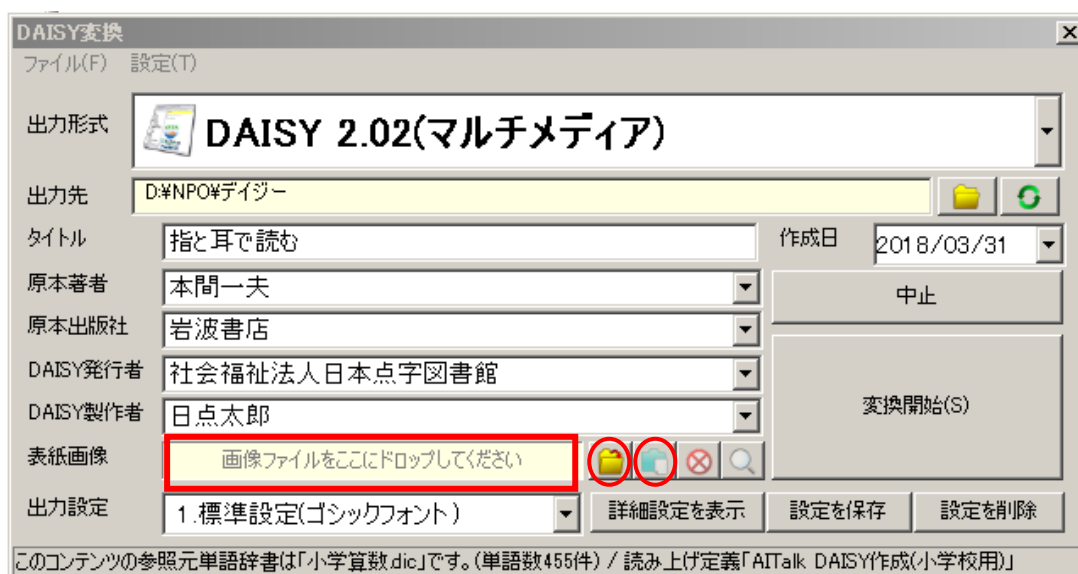 DAISY変換
ファイル(F) 設定(T)
出力形式 DAISY 2.02(マルチメディア)
出力先 D:¥NPO¥デイジー
タイトル 指と耳で読む 作成日 2018/03/31
原本著者 本間一夫 中止
原本出版社 岩波書店
DAISY発行者 社会福祉法人日本点字図書館
DAISY製作者 日点太郎 変換開始(S)
表紙画像 画像ファイルをここにドロップしてください
出力設定 1.標準設定(ゴシックフォント) 詳細設定を表示 設定を保存 設定を削除
このコンテンツの参照元単語辞書は「小学算数.dic」です。(単語数455件) / 読み上げ定義「AITalk DAISY作成(小学校用)」